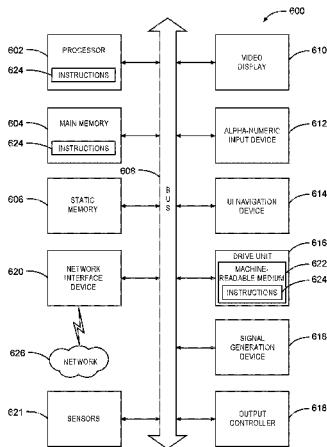 600
602
PROCESSOR
624
INSTRUCTIONS
604
MAIN MEMORY
624
INSTRUCTIONS
606
STATIC
MEMORY
620
NETWORK
INTERFACE
DEVICE
626
NETWORK
621
SENSORS
608
BUS
VIDEO
DISPLAY
610
ALPHA-NUMERIC
INPUT DEVICE
612
UI NAVIGATION
DEVICE
614
DRIVE UNIT
616
MACHINE-
READABLE MEDIUM
622
INSTRUCTIONS
624
SIGNAL
GENERATION
DEVICE
618
OUTPUT
CONTROLLER
618